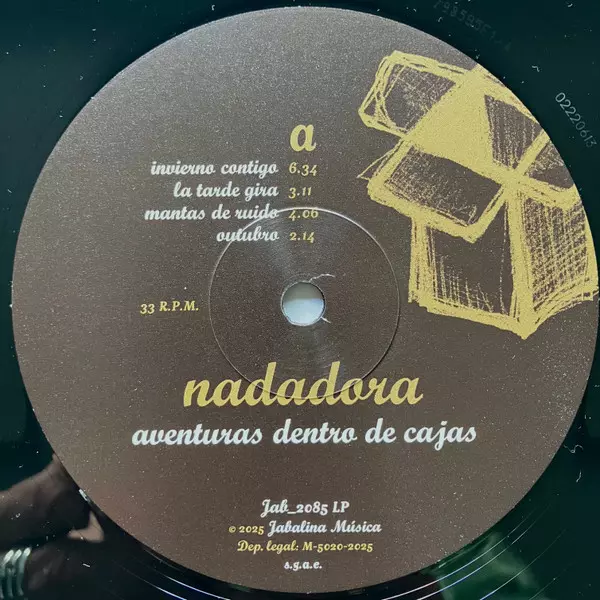 a
invierno contigo 6.34
la tarde gira 3.11
mantas de ruido 4.06
outubro 2.14
33 R.P.M.
nadadora
aventuras dentro de cajas
Jab_2085 LP
© 2025 Jabalina Música
Dep. legal: M-5020-2025
s.g.a.e.
02220613